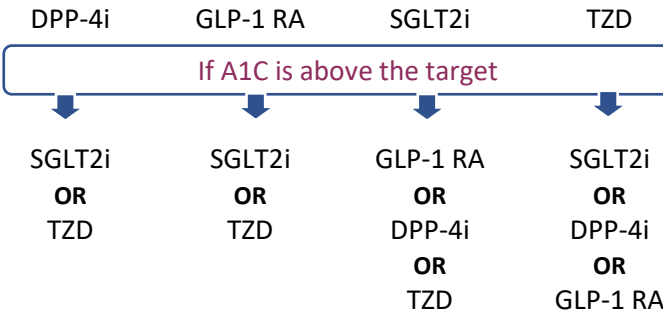 DPP-4i GLP-1 RA SGLT2i TZD
If A1C is above the target
SGLT2i SGLT2i GLP-1 RA SGLT2i
OR OR OR OR
TZD TZD DPP-4i DPP-4i
OR OR
TZD GLP-1 RA